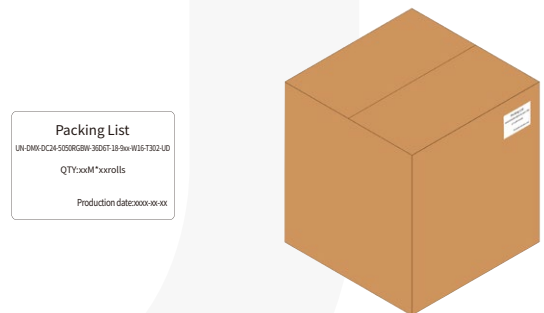 Packing List
UN-DMX-DC24-5050RGBW-36D6T-18-9xx-W16-T302-UD
QTY:xxM*xxrolls
Production date:xxxx-xx-xx